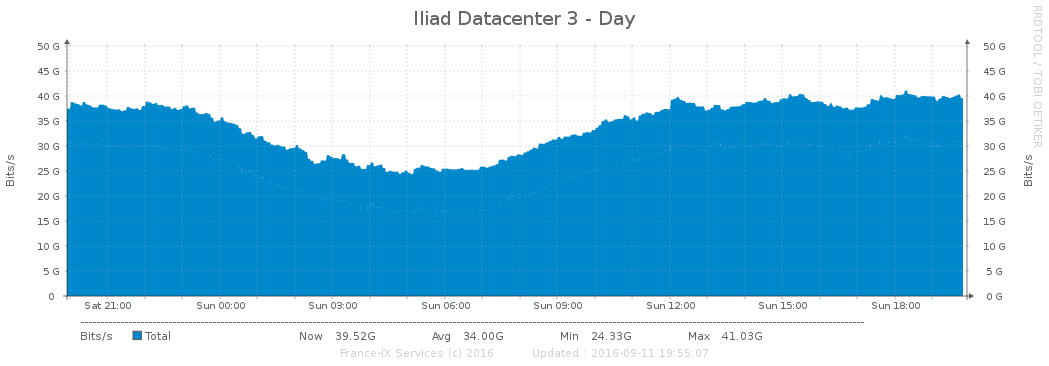 Iliad Datacenter 3 - Day
RRDTOOL / TOBI OETIKER
Bits/s
50 G
45 G
40 G
35 G
30 G
25 G
20 G
15 G
10 G
5 G
0
50 G
45 G
40 G
35 G
30 G
25 G
20 G
15 G
10 G
5 G
0 G
Bits/s
Sat 21:00 Sun 00:00 Sun 03:00 Sun 06:00 Sun 09:00 Sun 12:00 Sun 15:00 Sun 18:00
Bits/s Total Now 39.52G Avg 34.00G Min 24.33G Max 41.03G
France-IX Services (c) 2016 Updated : 2016-09-11 19:55:07